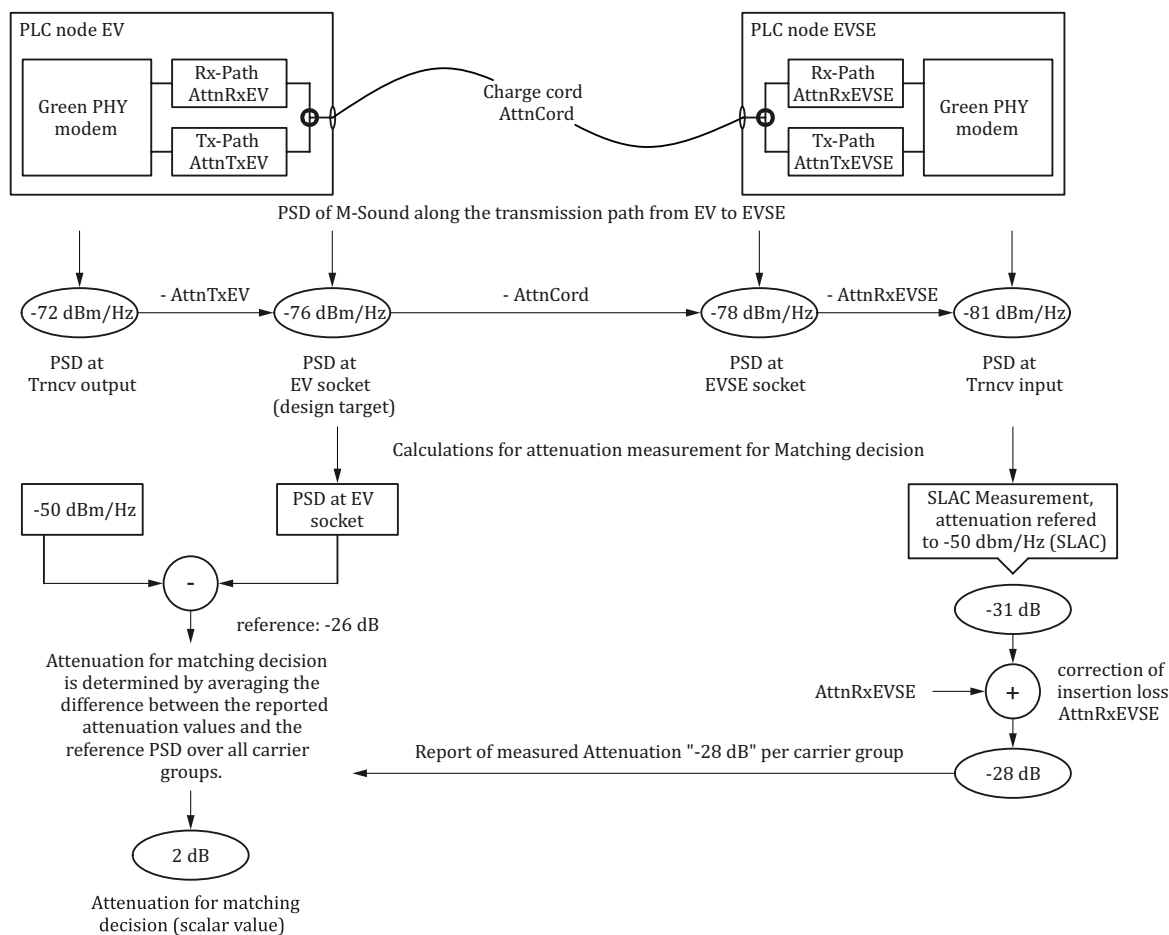 PLC node EV
Green PHY
modem
Rx-Path
AttnRxEV
Tx-Path
AttnTxEV
Charge cord
AttnCord
PLC node EVSE
Rx-Path
AttnRxEVSE
Tx-Path
AttnTxEVSE
Green PHY
modem
PSD of M-Sound along the transmission path from EV to EVSE
-72 dBm/Hz
- AttnTxEV
-76 dBm/Hz
- AttnCord
-78 dBm/Hz
- AttnRxEVSE
-81 dBm/Hz
PSD at
Trncv output
PSD at
EV socket
(design target)
PSD at
EVSE socket
PSD at
Trncv input
Calculations for attenuation measurement for Matching decision
-50 dBm/Hz
PSD at EV
socket
SLAC Measurement,
attenuation refered
to -50 dbm/Hz (SLAC)
-
reference: -26 dB
-31 dB
Attenuation for matching decision
is determined by averaging the
difference between the reported
attenuation values and the
reference PSD over all carrier
groups.
AttnRxEVSE
+
correction of
insertion loss
AttnRxEVSE
Report of measured Attenuation "-28 dB" per carrier group
-28 dB
2 dB
Attenuation for matching
decision (scalar value)